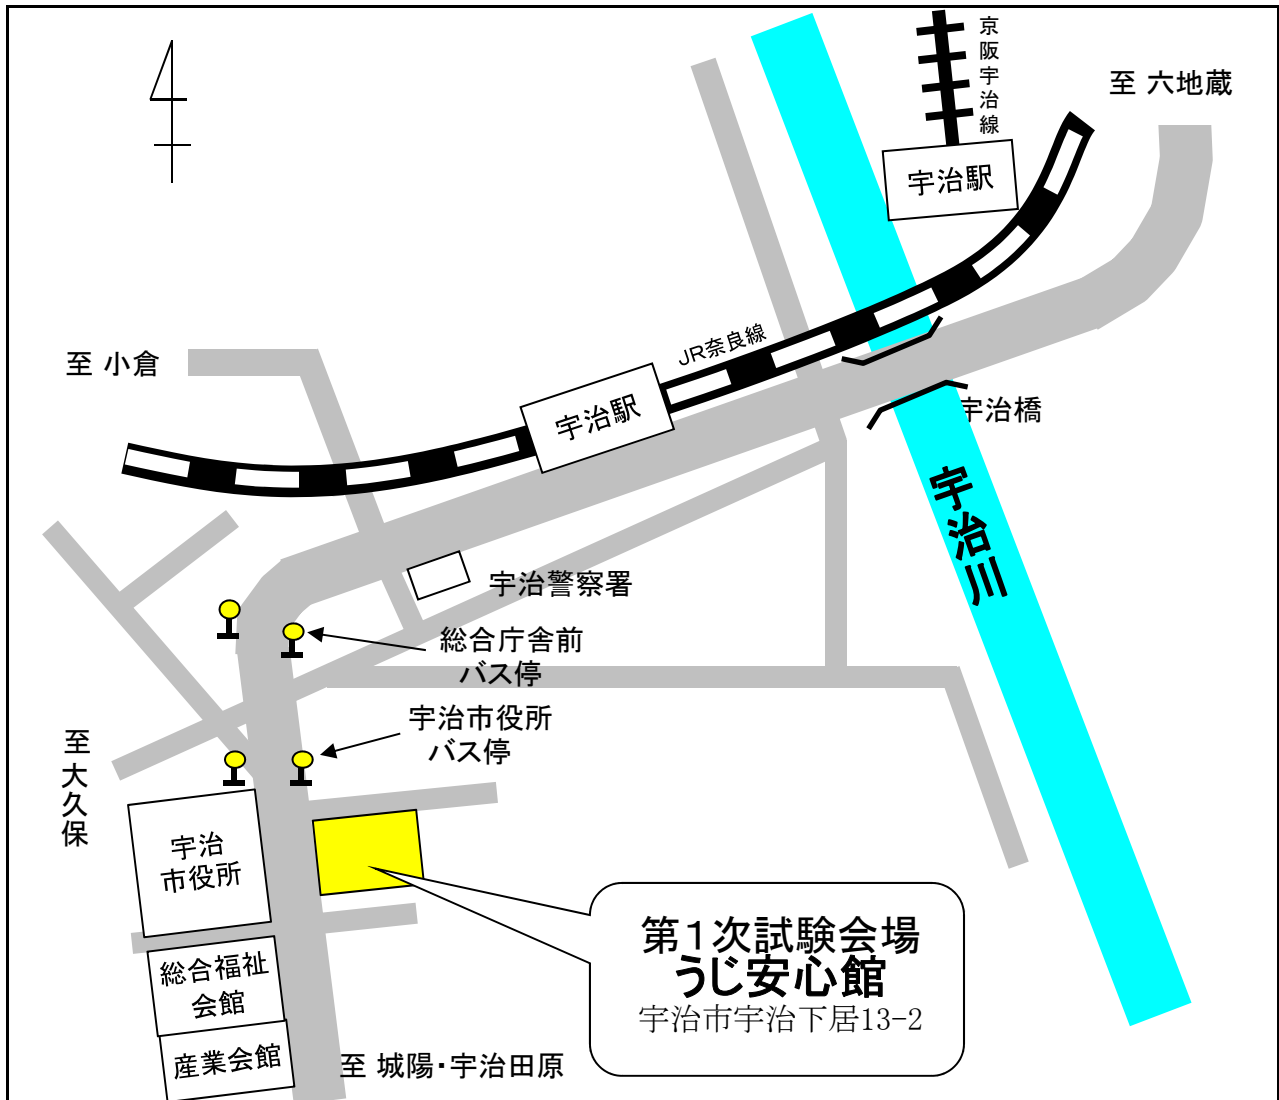 京阪宇治線
至 六地蔵
宇治駅
JR奈良線
至 小倉
宇治駅
宇治橋
宇治川
宇治警察署
総合庁舎前
バス停
宇治市役所
バス停
至大久保
宇治
市役所
第1次試験会場
うじ安心館
宇治市宇治下居13-2
総合福祉
会館
産業会館
至 城陽・宇治田原